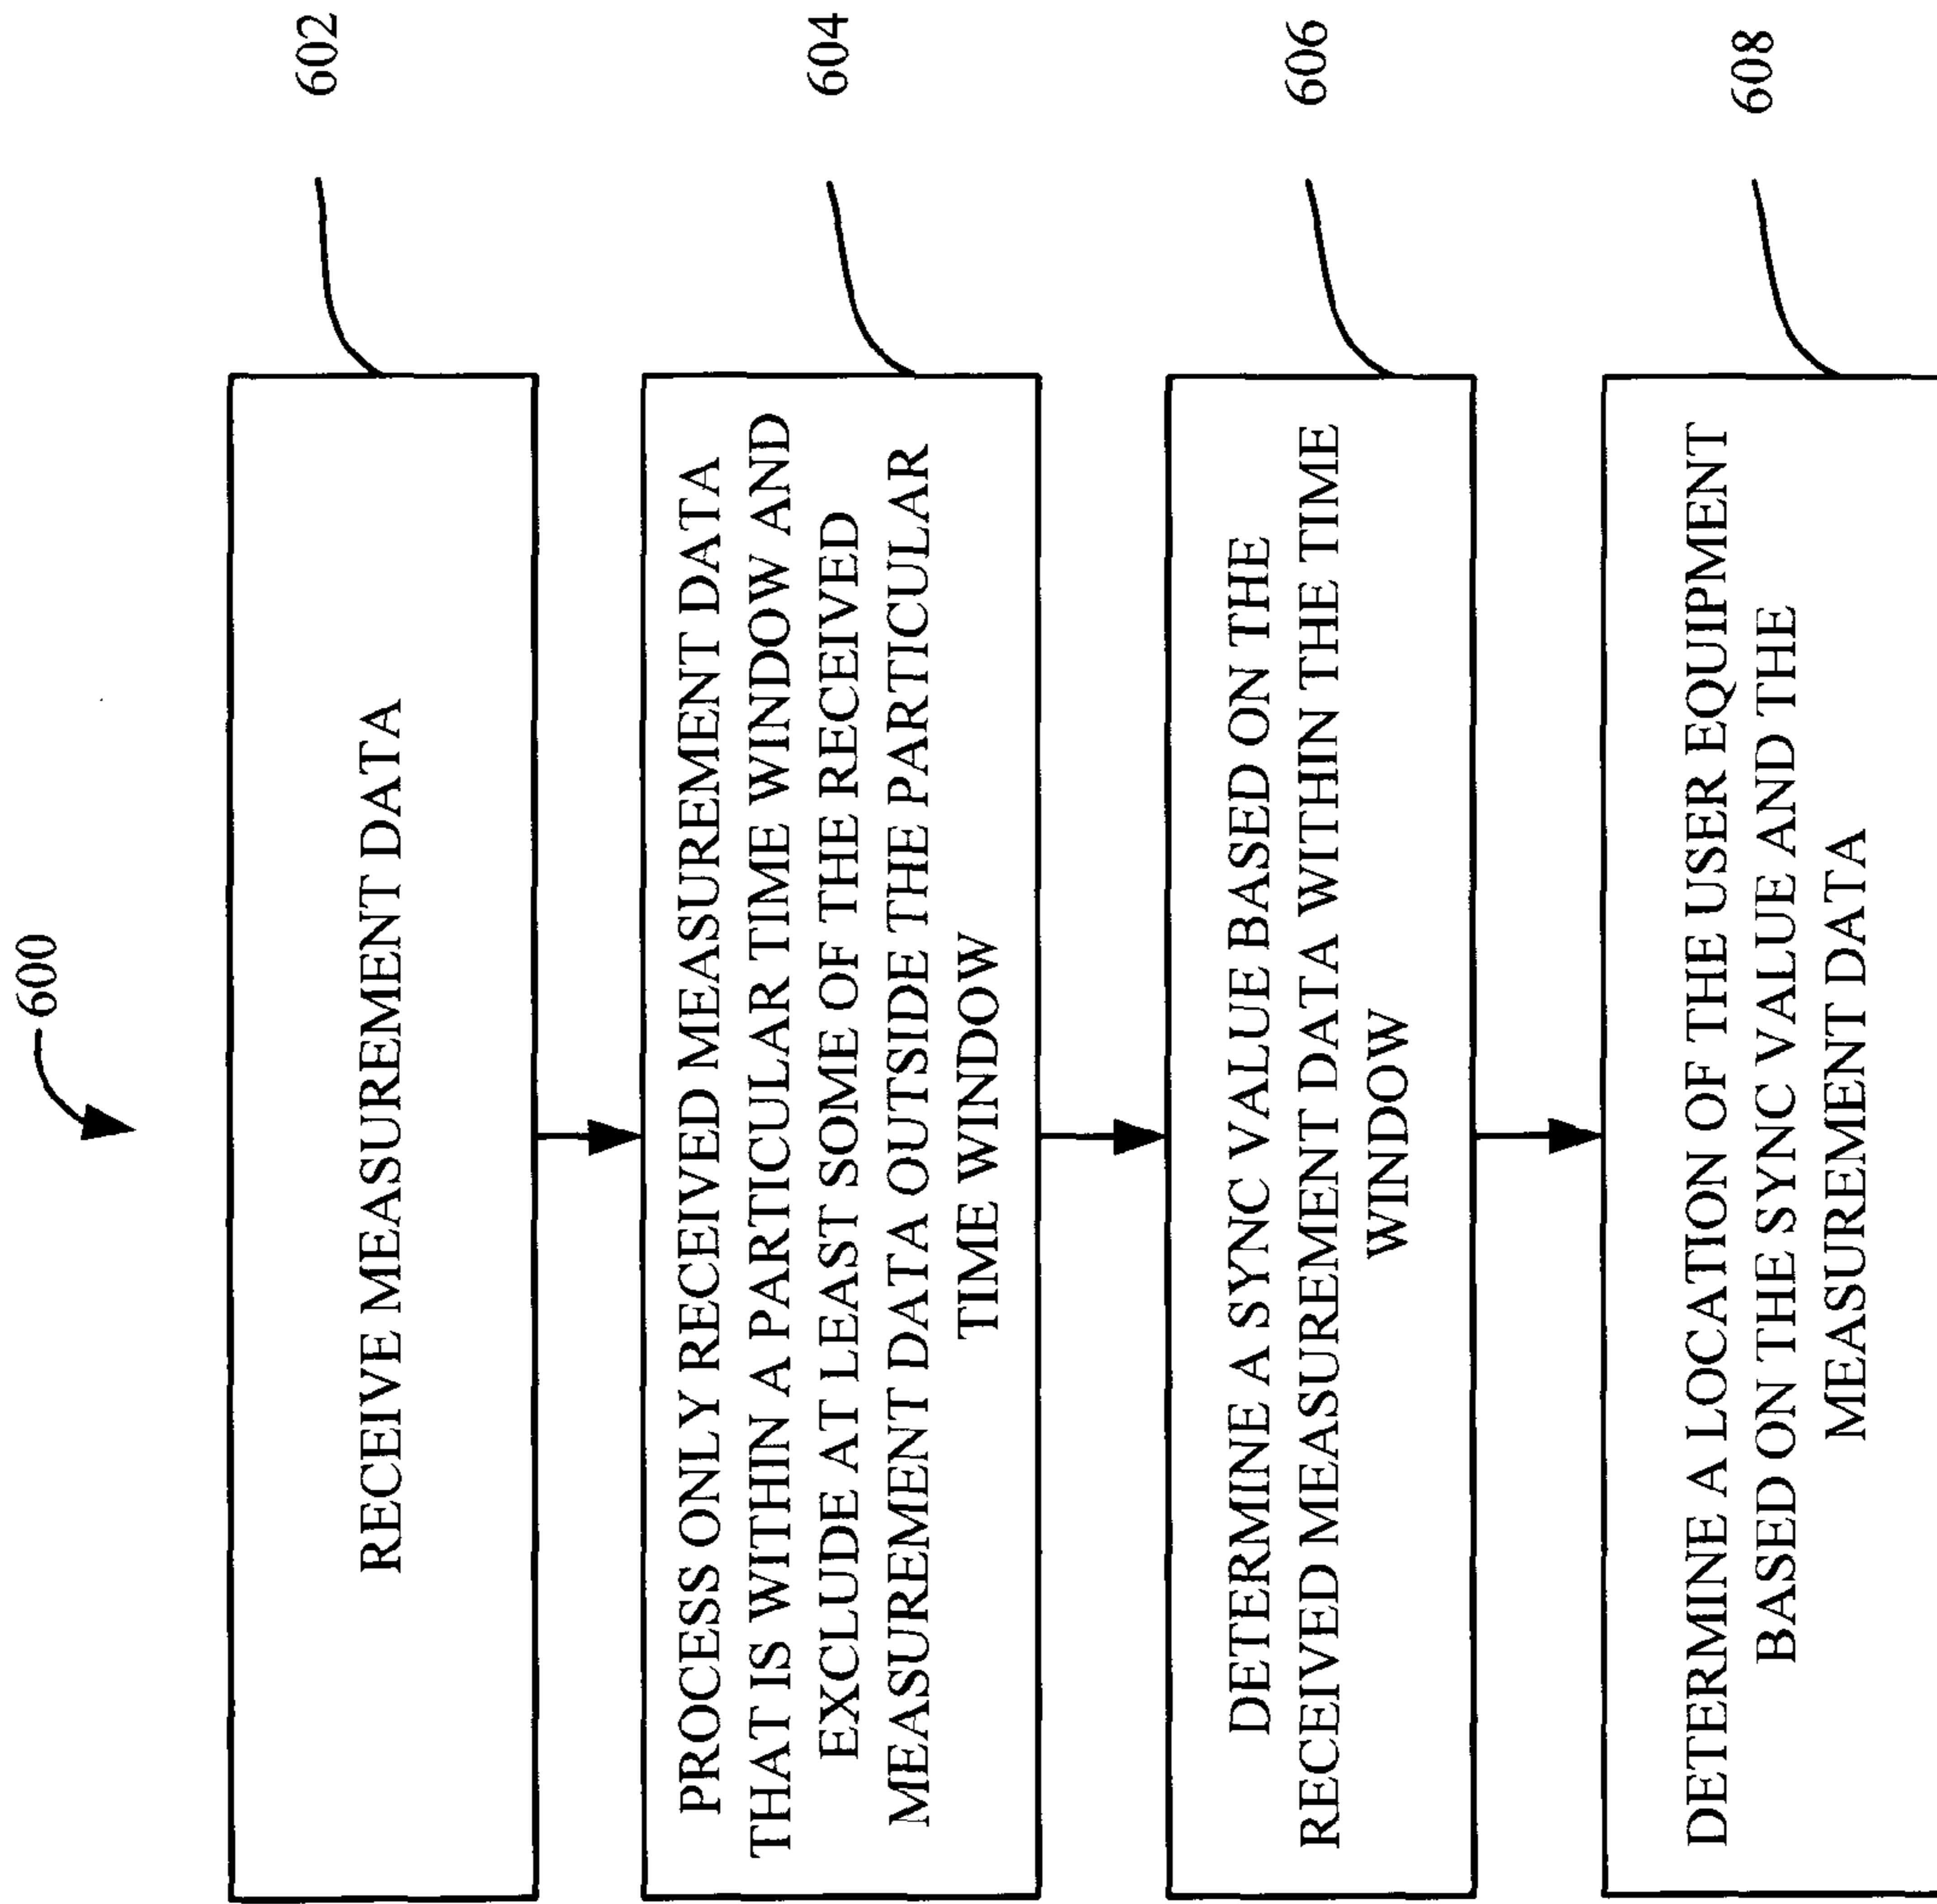 600
RECEIVE MEASUREMENT DATA
602
PROCESS ONLY RECEIVED MEASUREMENT DATA
THAT IS WITHIN A PARTICULAR TIME WINDOW AND
EXCLUDE AT LEAST SOME OF THE RECEIVED
MEASUREMENT DATA OUTSIDE THE PARTICULAR
TIME WINDOW
604
DETERMINE A SYNC VALUE BASED ON THE
RECEIVED MEASUREMENT DATA WITHIN THE TIME
WINDOW
606
DETERMINE A LOCATION OF THE USER EQUIPMENT
BASED ON THE SYNC VALUE AND THE
MEASUREMENT DATA
608